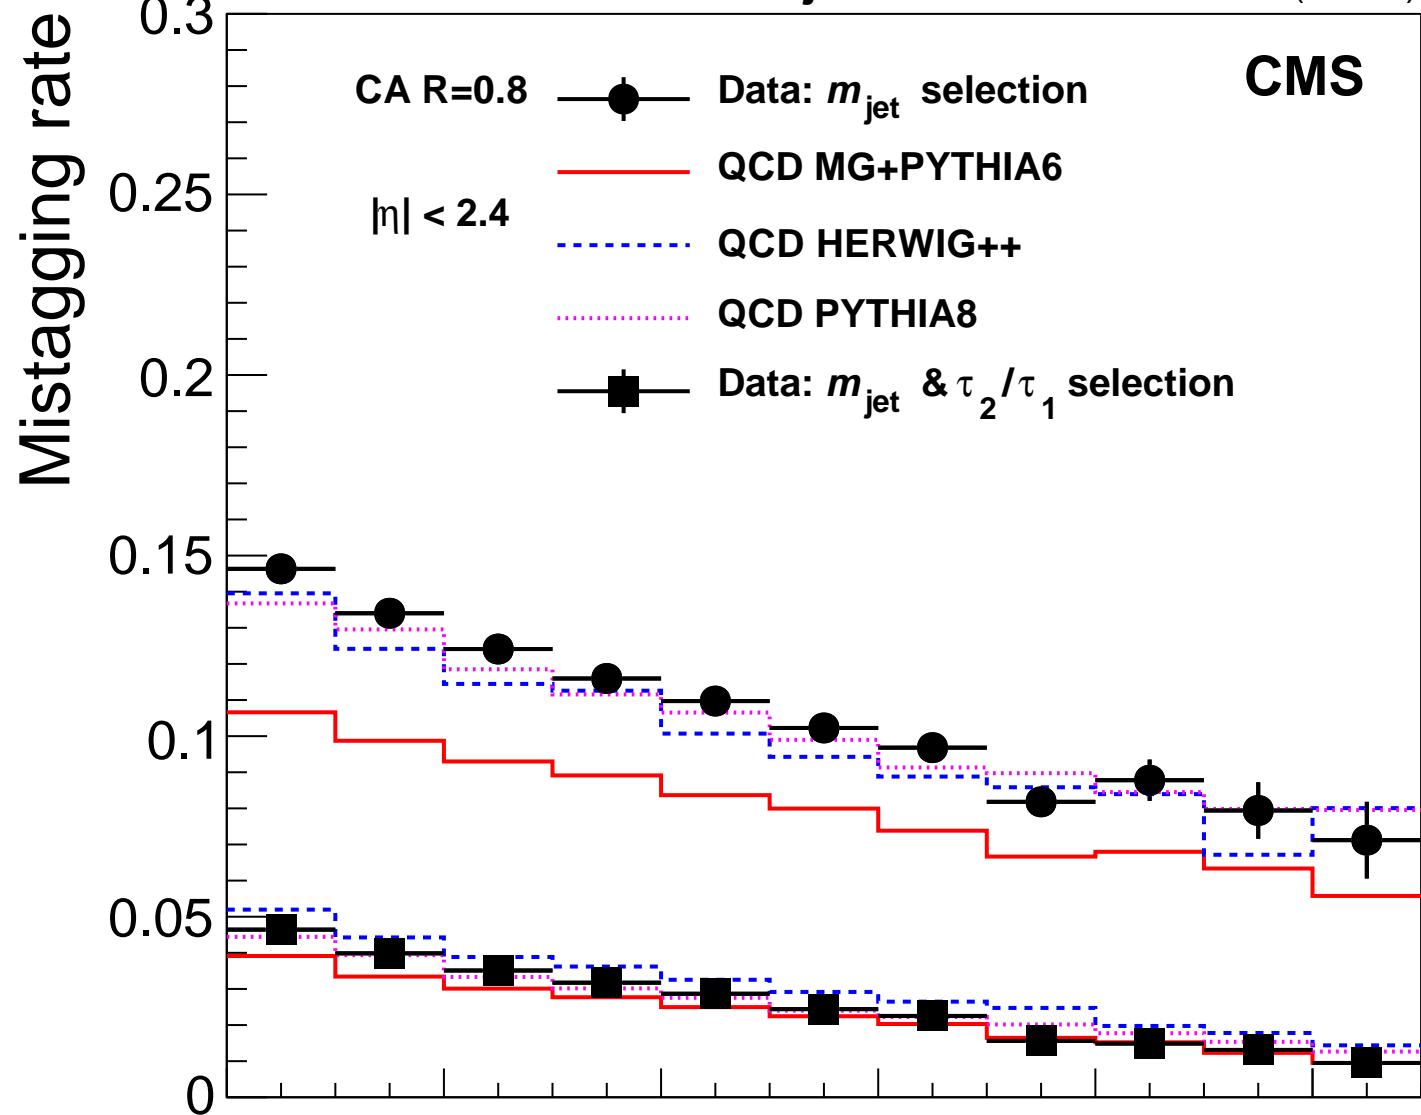 0.3
Mistagging rate
CMS
CA R=0.8
Data: m_jet selection
QCD MG+PYTHIA6
0.25
|η| < 2.4
QCD HERWIG++
QCD PYTHIA8
0.2
Data: m_jet & τ_2/τ_1 selection
0.15
0.1
0.05
0